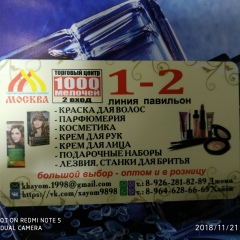 ТОРГОВЫЙ ЦЕНТР
1000
МЕЛОЧЕЙ
2 ВХОД
МОСКВА
1-2
ЛИНИЯ ПАВИЛЬОН
- КРАСКА ДЛЯ ВОЛОС
- ПАРФЮМЕРИЯ
- КОСМЕТИКА
- КРЕМ ДЛЯ РУК
- КРЕМ ДЛЯ ЛИЦА
- ПОДАРОЧНЫЕ НАБОРЫ
- ЛЕЗВИЯ, СТАНКИ ДЛЯ БРИТЬЯ
большой выбор - оптом и в розницу
khayom.1998@gmail.com
https://vk.com/xayom9898
8-926-281-82-89
8-964-628-66-69
REDMI NOTE 5
DUAL CAMERA
2018/11/21